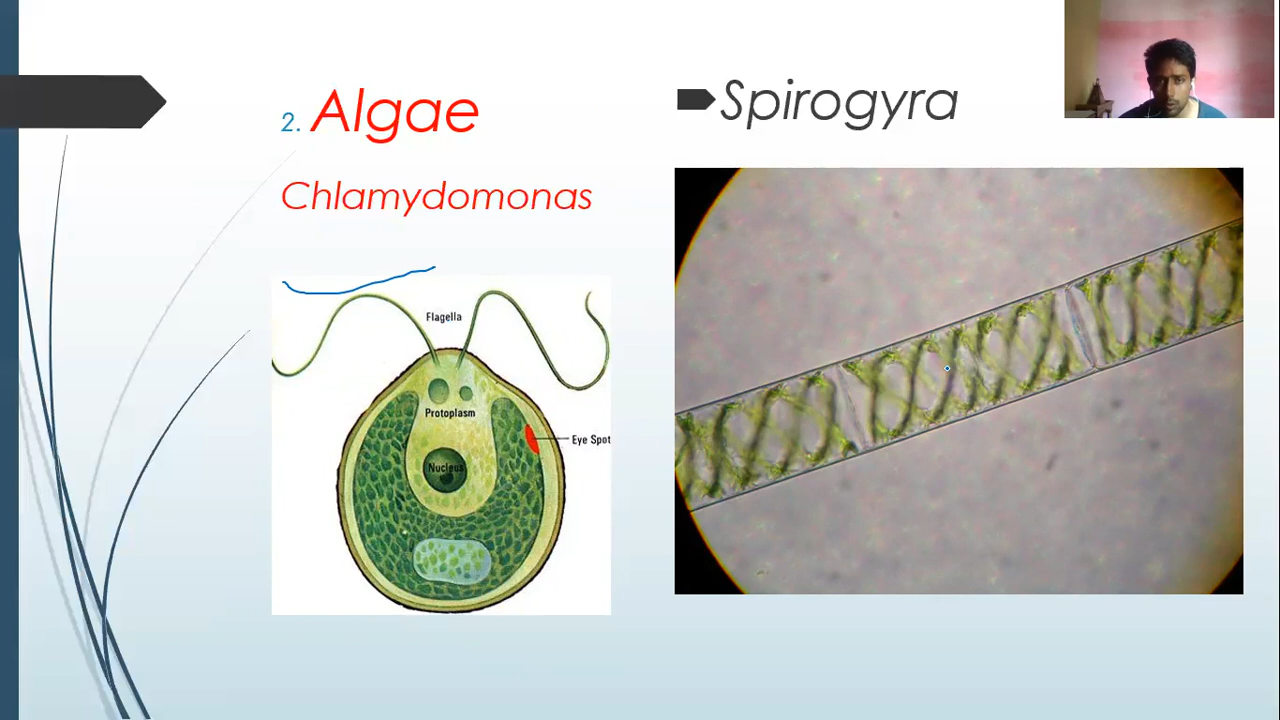 2. Algae
Chlamydomonas
Flagella
Protoplasm
Eye Spot
Nucleus
Spirogyra